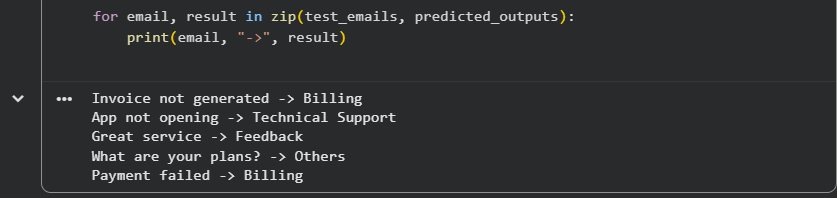 for email, result in zip(test_emails, predicted_outputs):
    print(email, "->", result)
Invoice not generated -> Billing
App not opening -> Technical Support
Great service -> Feedback
What are your plans? -> Others
Payment failed -> Billing